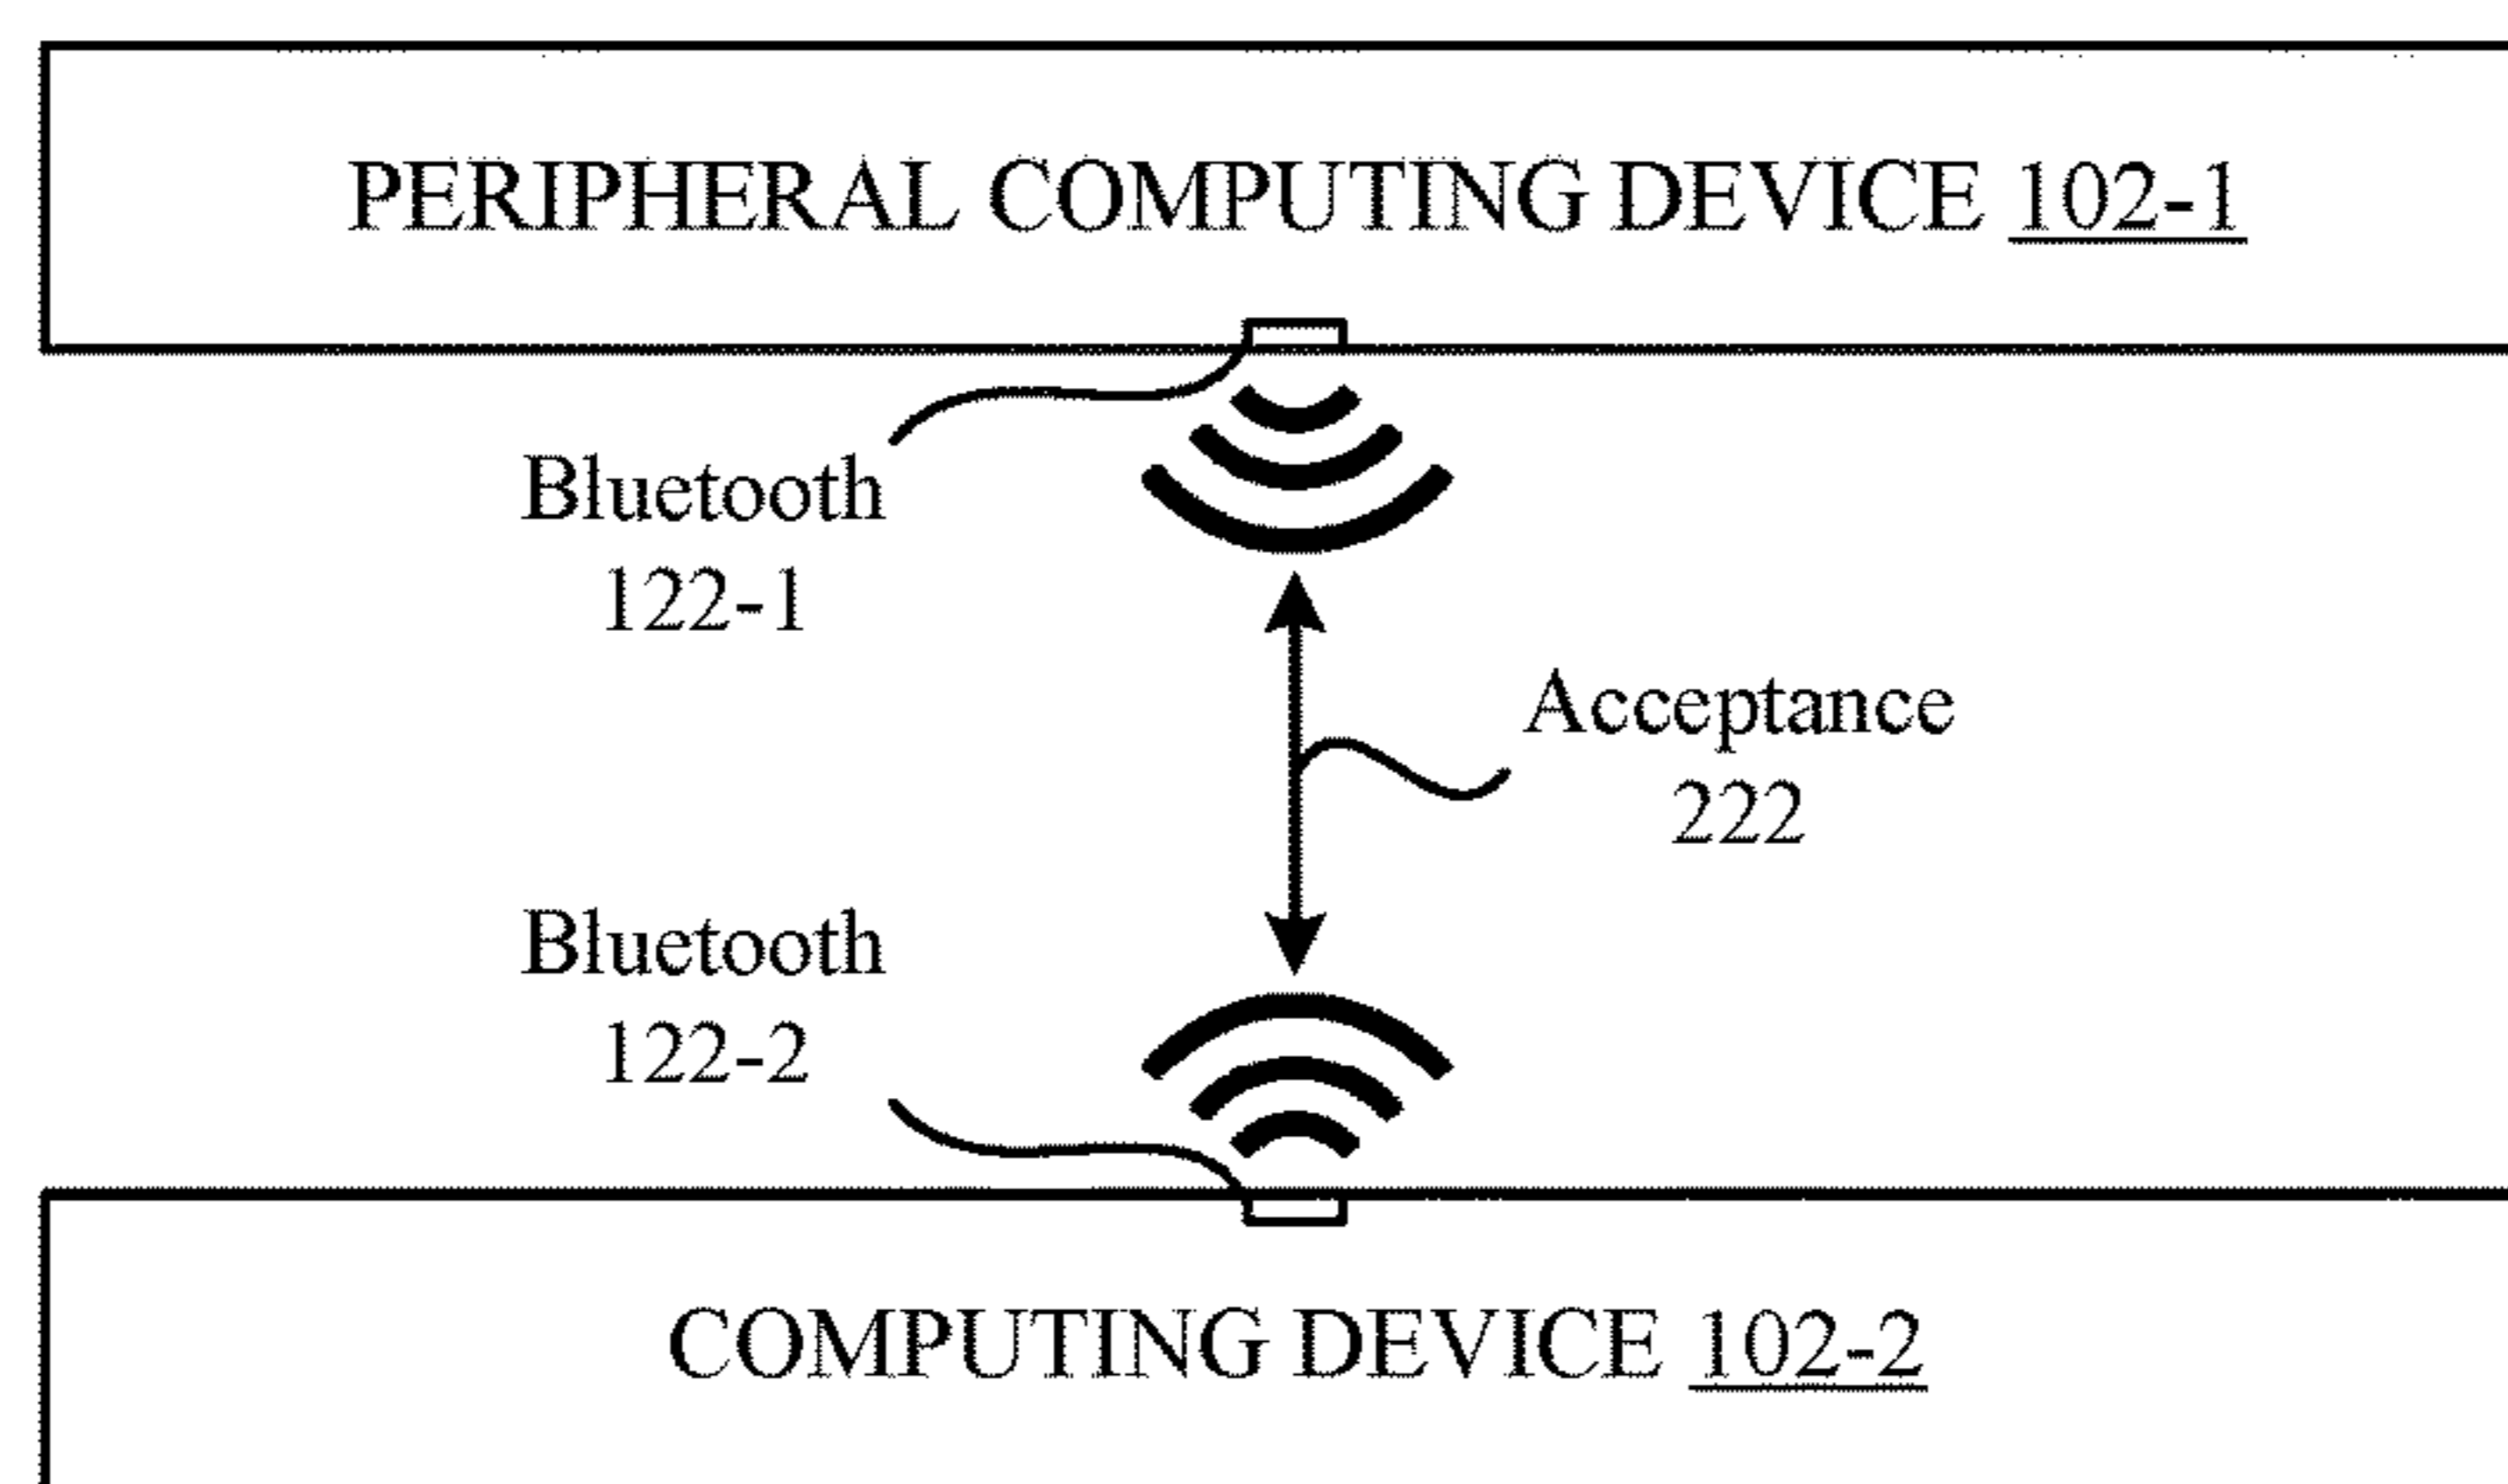 PERIPHERAL COMPUTING DEVICE 102-1
Bluetooth
122-1
Acceptance
222
Bluetooth
122-2
COMPUTING DEVICE 102-2